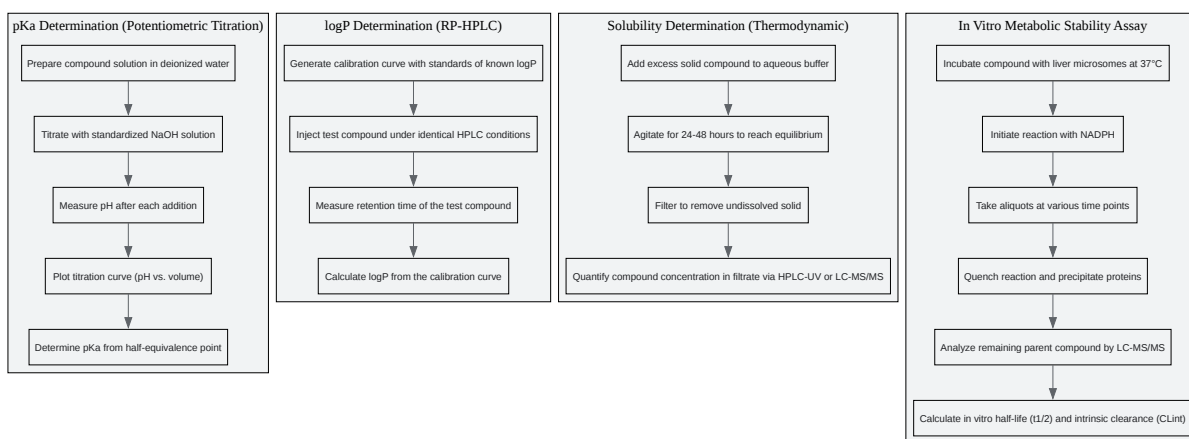 pKa Determination (Potentiometric Titration)
Prepare compound solution in deionized water
Titrate with standardized NaOH solution
Measure pH after each addition
Plot titration curve (pH vs. volume)
Determine pKa from half-equivalence point
logP Determination (RP-HPLC)
Generate calibration curve with standards of known logP
Inject test compound under identical HPLC conditions
Measure retention time of the test compound
Calculate logP from the calibration curve
Solubility Determination (Thermodynamic)
Add excess solid compound to aqueous buffer
Agitate for 24-48 hours to reach equilibrium
Filter to remove undissolved solid
Quantify compound concentration in filtrate via HPLC-UV or LC-MS/MS
In Vitro Metabolic Stability Assay
Incubate compound with liver microsomes at 37°C
Initiate reaction with NADPH
Take aliquots at various time points
Quench reaction and precipitate proteins
Analyze remaining parent compound by LC-MS/MS
Calculate in vitro half-life (t1/2) and intrinsic clearance (CLint)